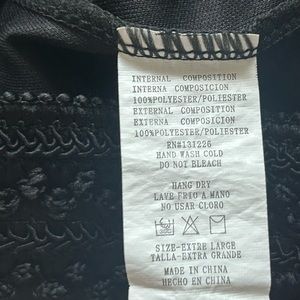 INTERNAL COMPOSITION
INTERNA COMPOSICION
100%POLYESTER/POLIESTER
EXTERNAL COMPOSITION
EXTERNA COMPOSICION
100%POLYESTER/POLIESTER
RN#131226
HAND WASH COLD
DO NOT BLEACH
HANG DRY
LAVE FRIG A MANO
NO USAR CLORO
SIZE-EXTRE LARGE
TALLA-EXTRA GRANDE
MADE IN CHINA
HECHO EN CHINA